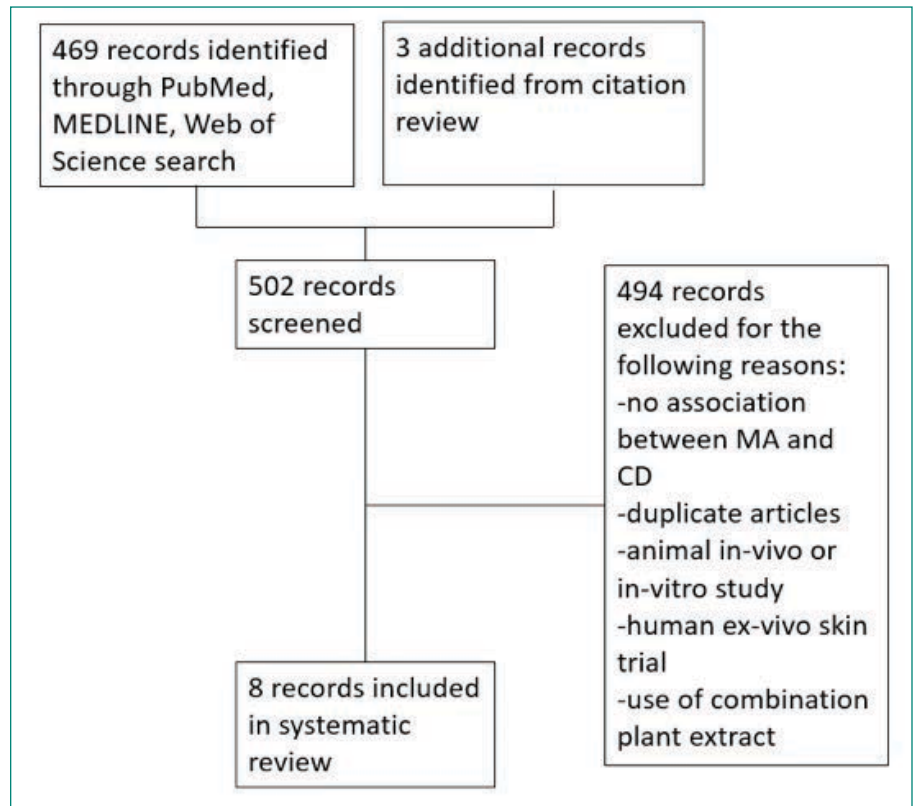 469 records identified
through PubMed,
MEDLINE, Web of
Science search
3 additional records
identified from citation
review
502 records
screened
494 records
excluded for the
following reasons:
-no association
between MA and
CD
-duplicate articles
-animal in-vivo or
in-vitro study
-human ex-vivo skin
trial
-use of combination
plant extract
8 records included
in systematic
review